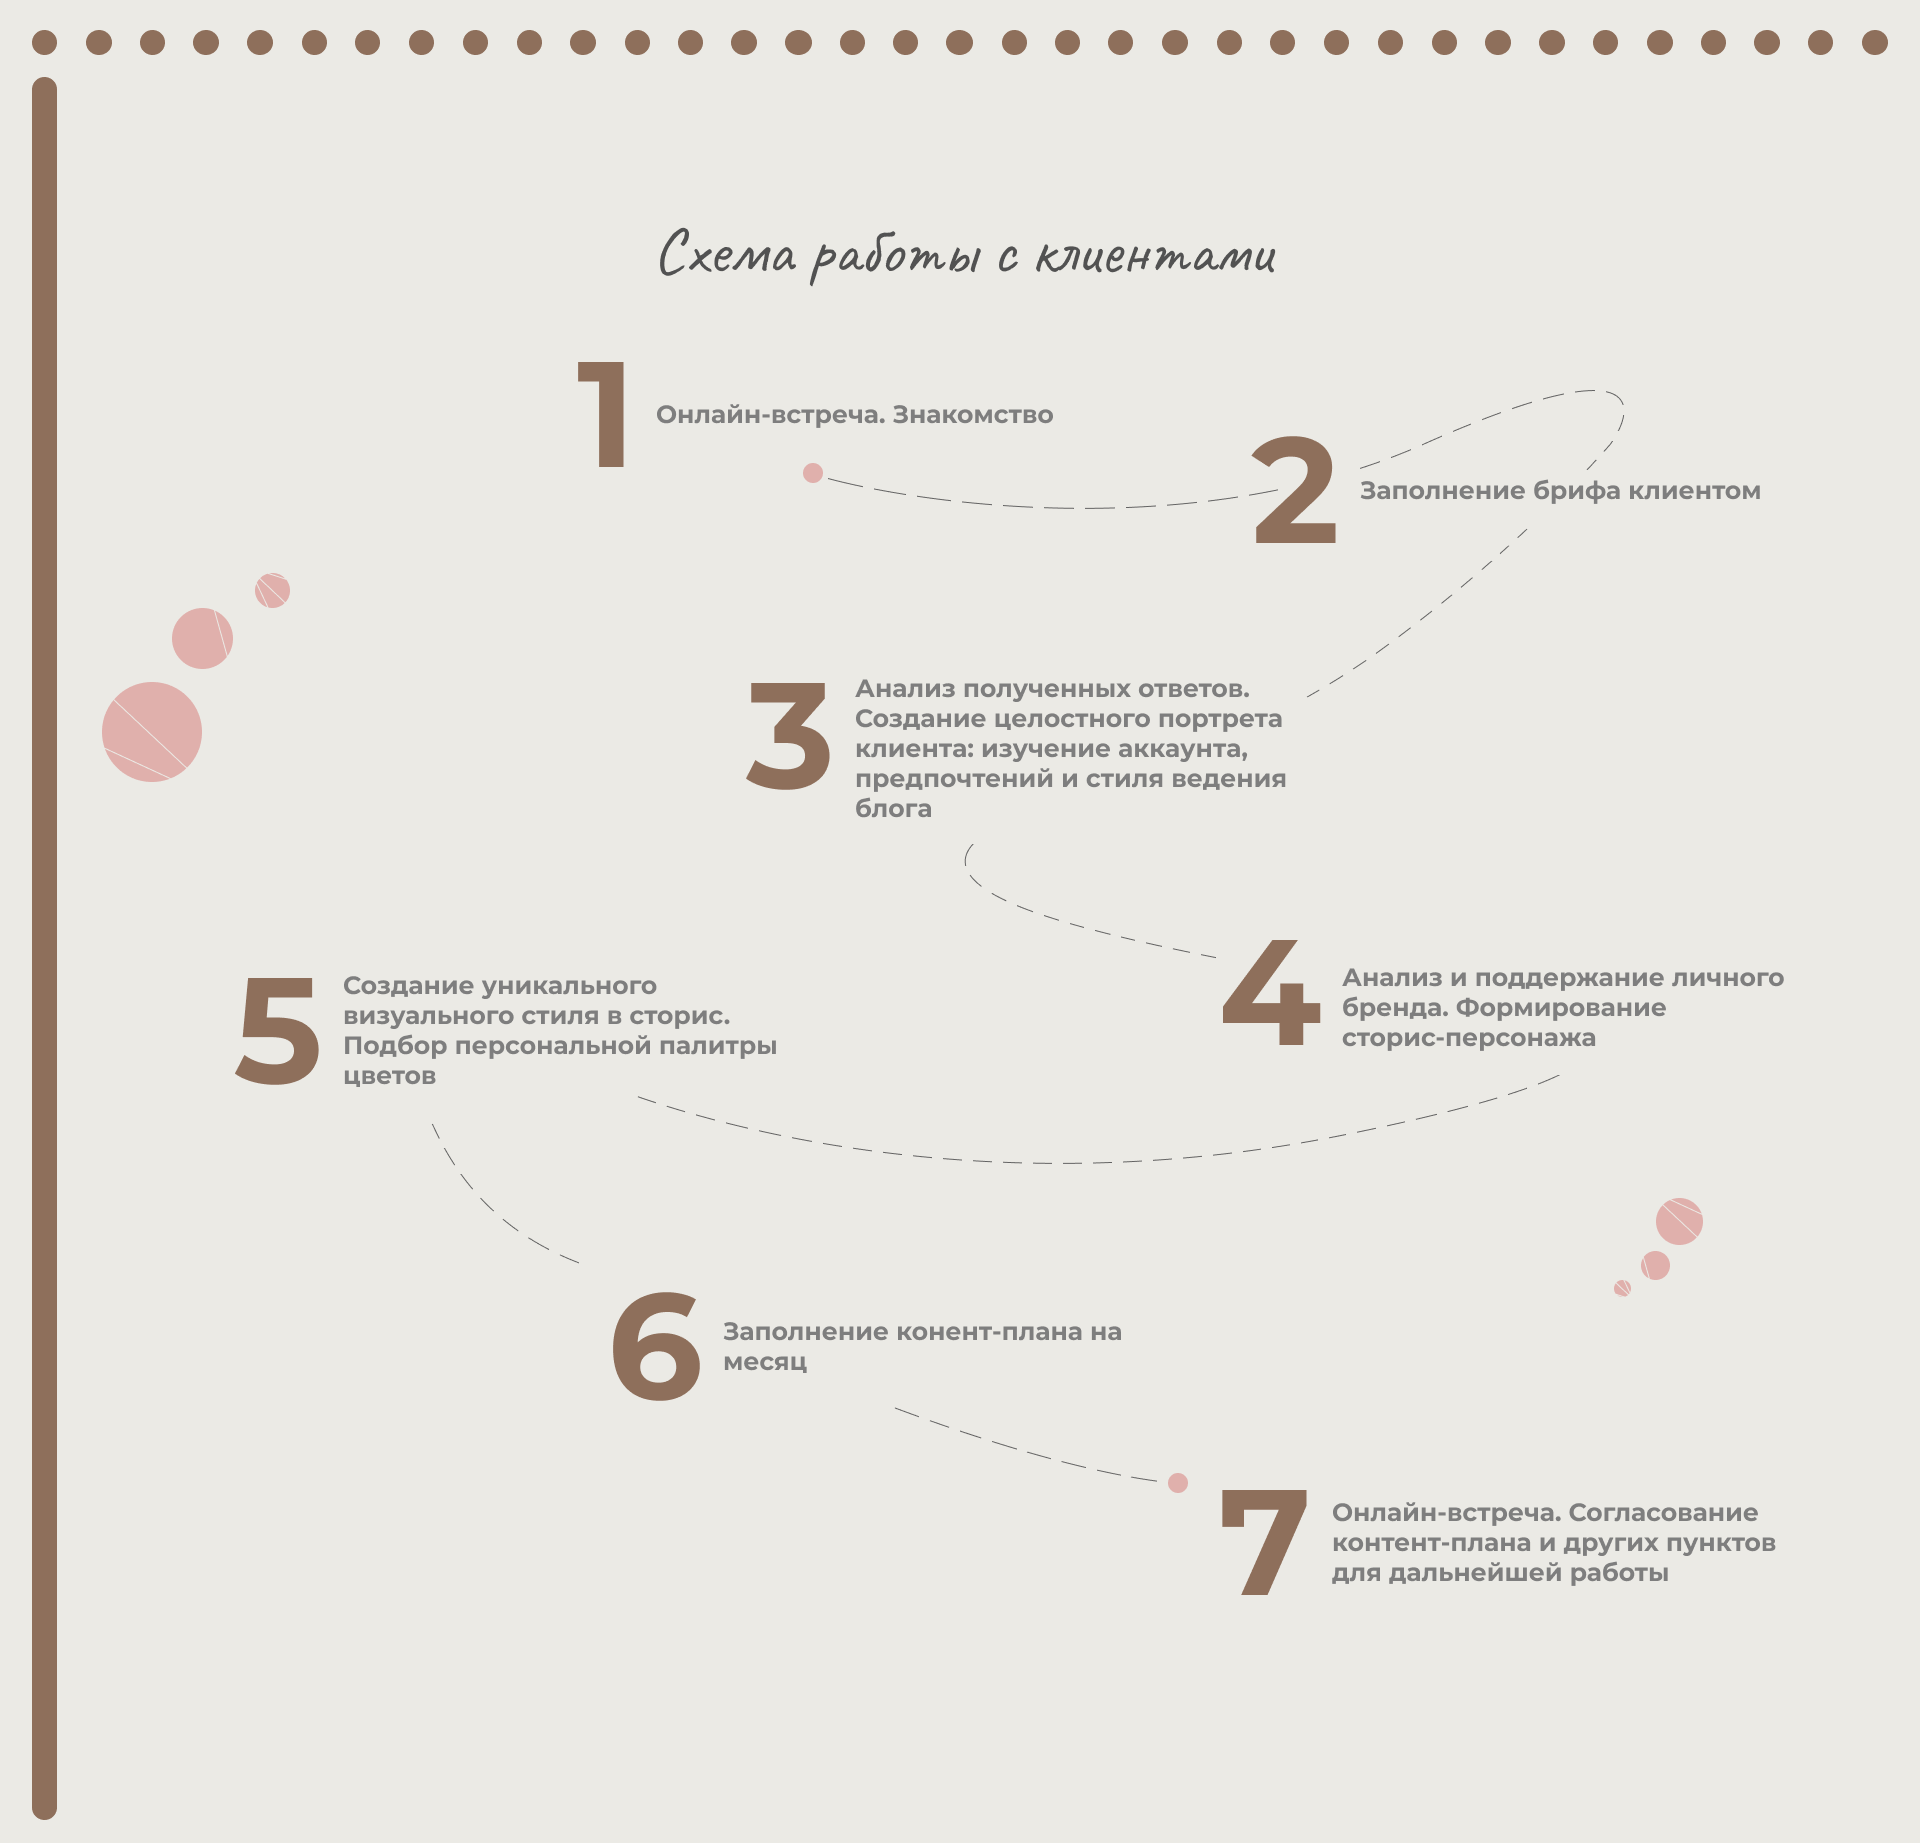 Схема работы с клиентами
1
Онлайн-встреча. Знакомство
2
Заполнение брифа клиентом
3
Анализ полученных ответов.
Создание целостного портрета
клиента: изучение аккаунта,
предпочтений и стиля ведения
блога
4
Анализ и поддержание личного
бренда. Формирование
сторис-персонажа
5
Создание уникального
визуального стиля в сторис.
Подбор персональной палитры
цветов
6
Заполнение конент-плана на
месяц
7
Онлайн-встреча. Согласование
контент-плана и других пунктов
для дальнейшей работы